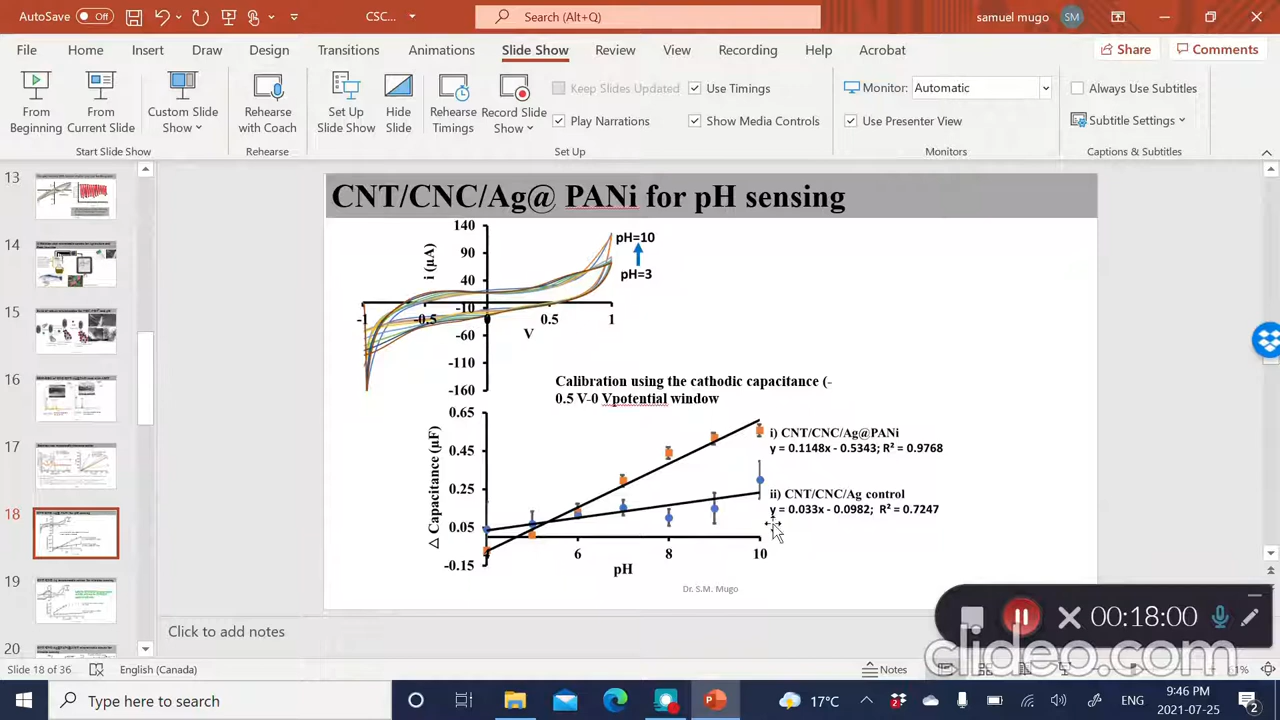 AutoSave Off CSC... Search (Alt+Q) samuel mugo SM
File Home Insert Draw Design Transitions Animations Slide Show Review View Recording Help Acrobat Share Comments
From Beginning
From Current Slide
Custom Slide Show
Rehearse with Coach
Set Up Slide Show
Hide Slide
Rehearse Timings
Record Slide Show
Keep Slides Updated
Use Timings
Play Narrations
Show Media Controls
Monitor: Automatic
Use Presenter View
Always Use Subtitles
Subtitle Settings
Start Slide Show Rehearse Set Up Monitors Captions & Subtitles
13
14
15
16
17
18
19
20
CNT/CNC/Ag@ PANi for pH sensing
140
90
40
-10
-60
-110
-160
i (µA)
-1 -0.5 0 0.5 1
V
pH=10
pH=3
Calibration using the cathodic capacitance (-
0.5 V-0 Vpotential window
0.65
0.45
0.25
0.05
-0.15
Δ Capacitance (µF)
6 8 10
pH
i) CNT/CNC/Ag@PANi
y = 0.1148x - 0.5343; R² = 0.9768
ii) CNT/CNC/Ag control
y = 0.033x - 0.0982; R² = 0.7247
Dr. S.M. Mugo
Click to add notes
00:18:00
clideo.com
Slide 18 of 36 English (Canada) Notes
Type here to search 17°C ENG 9:46 PM
2021-07-25
2